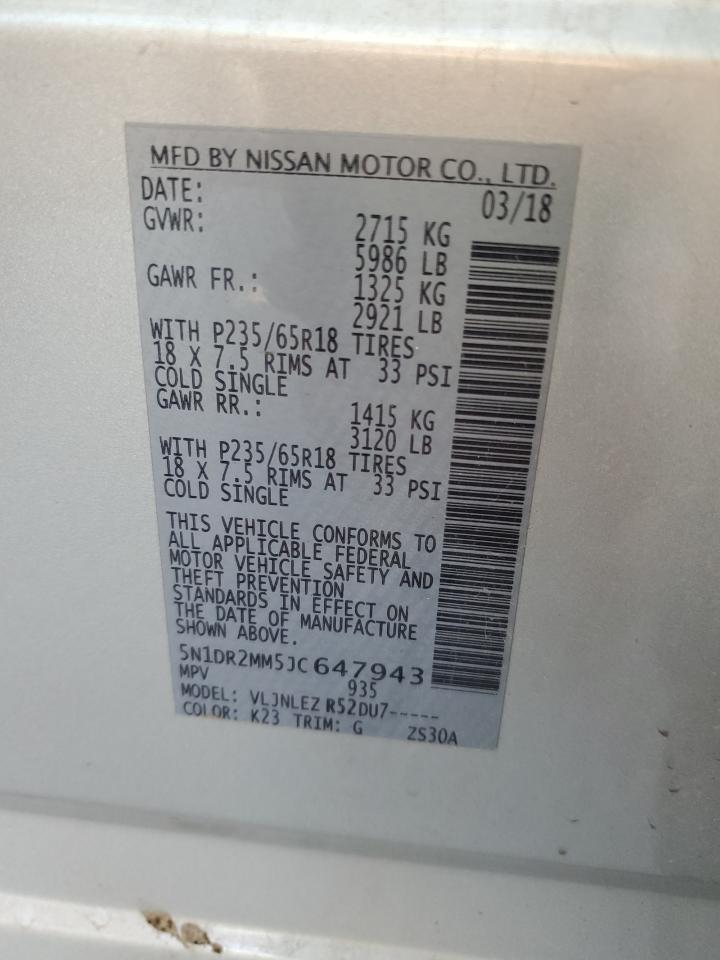 MFD BY NISSAN MOTOR CO., LTD.
DATE: 03/18
GVWR: 2715 KG
5986 LB
GAWR FR.: 1325 KG
2921 LB
WITH P235/65R18 TIRES
18 X 7.5 RIMS AT 33 PSI
COLD SINGLE
GAWR RR.: 1415 KG
3120 LB
WITH P235/65R18 TIRES
18 X 7.5 RIMS AT 33 PSI
COLD SINGLE
THIS VEHICLE CONFORMS TO
ALL APPLICABLE FEDERAL
MOTOR VEHICLE SAFETY AND
THEFT PREVENTION
STANDARDS IN EFFECT ON
THE DATE OF MANUFACTURE
SHOWN ABOVE.
5N1DR2MM5JC647943
MPV 935
MODEL: VLJNLEZ R52DU7-----
COLOR: K23 TRIM: G ZS30A